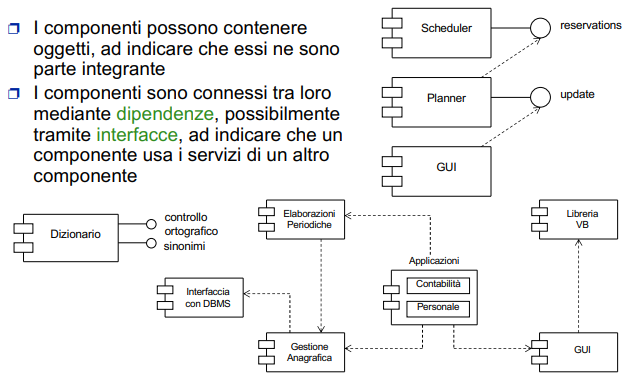 I componenti possono contenere
oggetti, ad indicare che essi ne sono
parte integrante
I componenti sono connessi tra loro
mediante dipendenze, possibilmente
tramite interfacce, ad indicare che un
componente usa i servizi di un altro
componente
Scheduler
reservations
Planner
update
GUI
Dizionario
controllo
ortografico
sinonimi
Elaborazioni
Periodiche
Libreria
VB
Applicazioni
Contabilità
Personale
Interfaccia
con DBMS
Gestione
Anagrafica
GUI